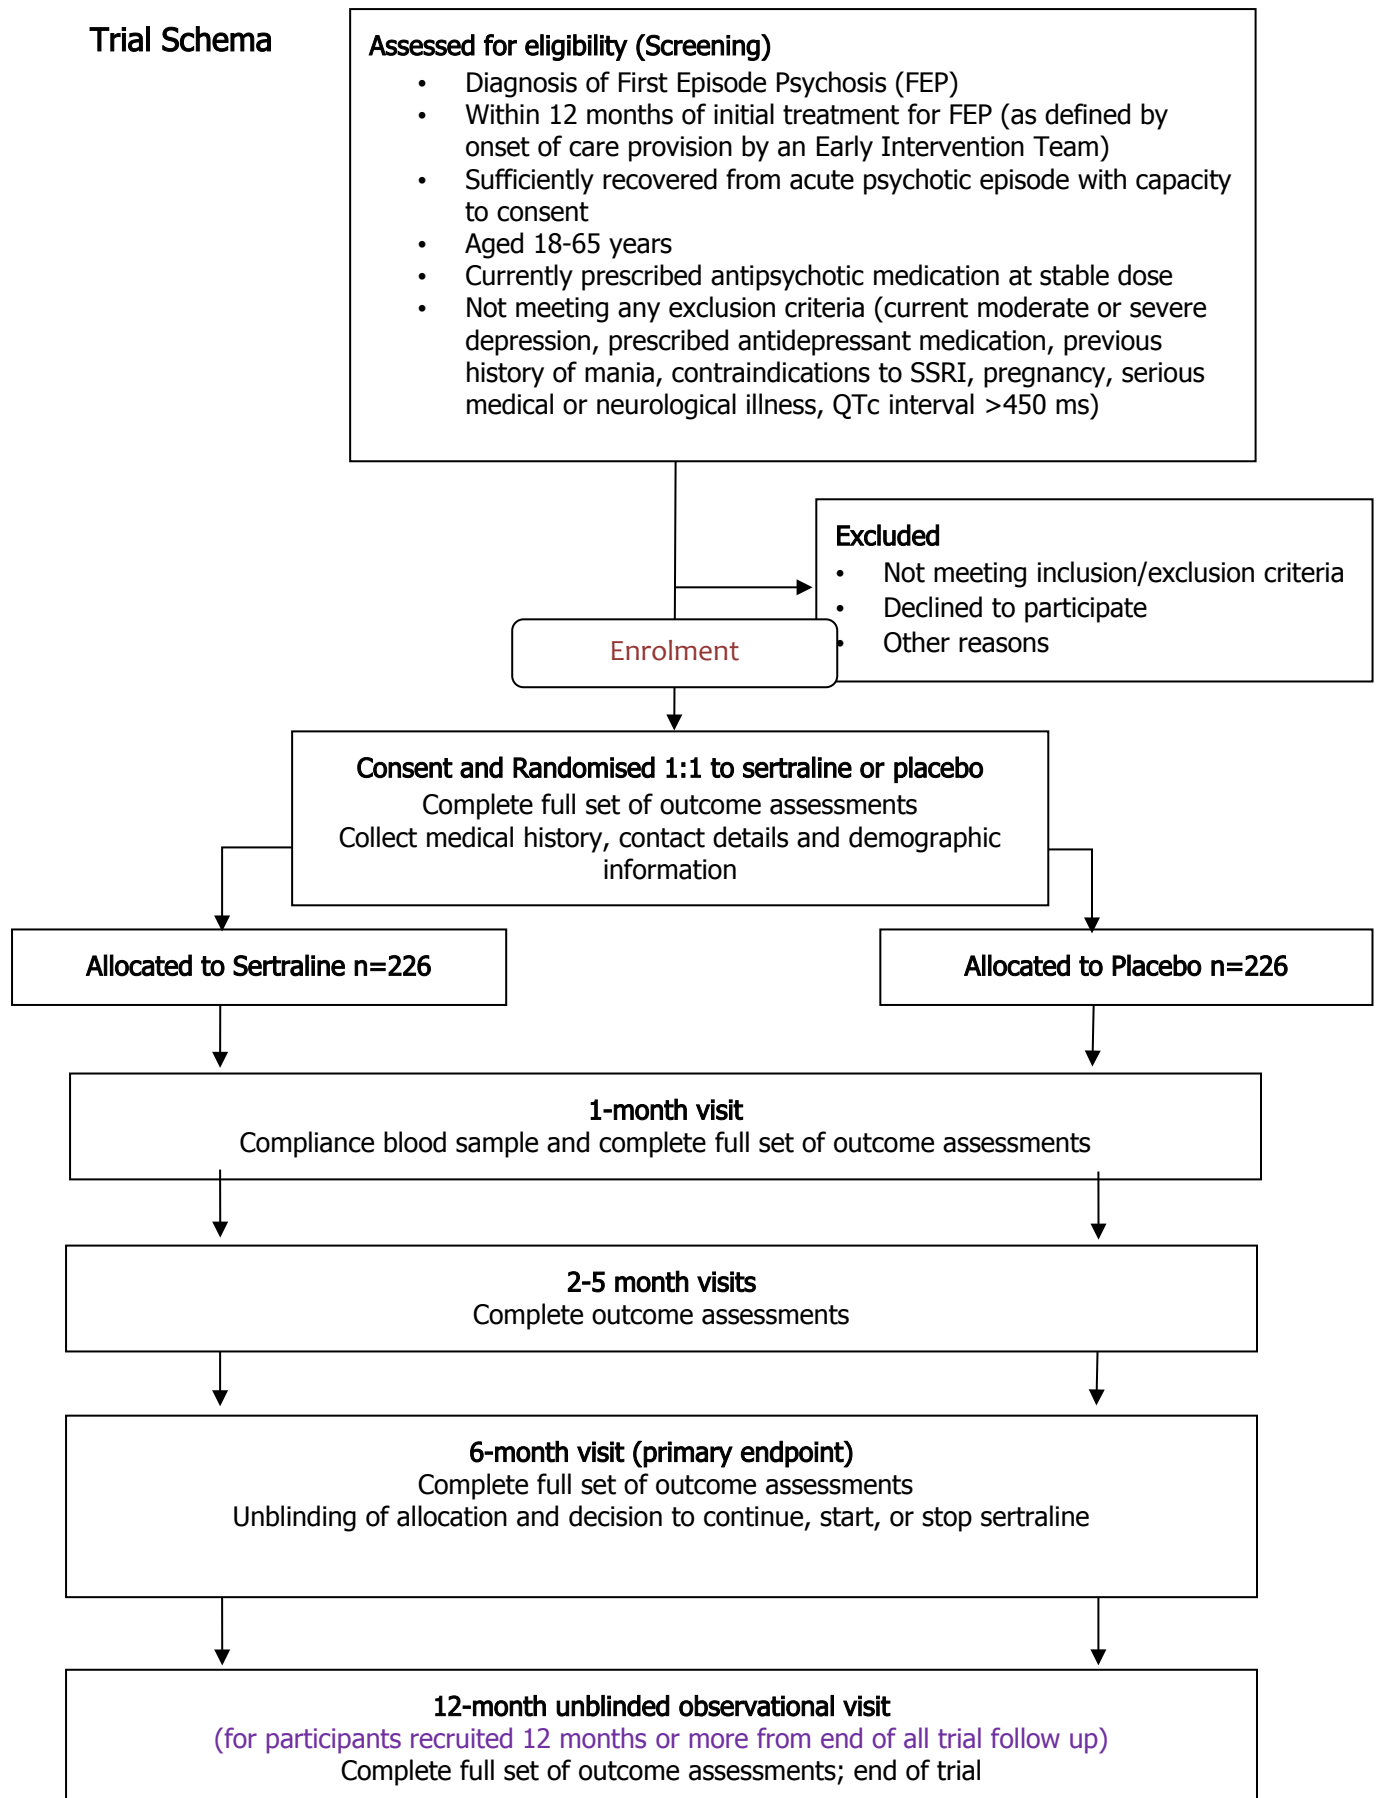 Trial Schema
Assessed for eligibility (Screening)
• Diagnosis of First Episode Psychosis (FEP)
• Within 12 months of initial treatment for FEP (as defined by
onset of care provision by an Early Intervention Team)
• Sufficiently recovered from acute psychotic episode with capacity
to consent
• Aged 18-65 years
• Currently prescribed antipsychotic medication at stable dose
• Not meeting any exclusion criteria (current moderate or severe
depression, prescribed antidepressant medication, previous
history of mania, contraindications to SSRI, pregnancy, serious
medical or neurological illness, QTc interval >450 ms)
Excluded
• Not meeting inclusion/exclusion criteria
• Declined to participate
• Other reasons
Enrolment
Consent and Randomised 1:1 to sertraline or placebo
Complete full set of outcome assessments
Collect medical history, contact details and demographic
information
Allocated to Sertraline n=226
Allocated to Placebo n=226
1-month visit
Compliance blood sample and complete full set of outcome assessments
2-5 month visits
Complete outcome assessments
6-month visit (primary endpoint)
Complete full set of outcome assessments
Unblinding of allocation and decision to continue, start, or stop sertraline
12-month unblinded observational visit
(for participants recruited 12 months or more from end of all trial follow up)
Complete full set of outcome assessments; end of trial